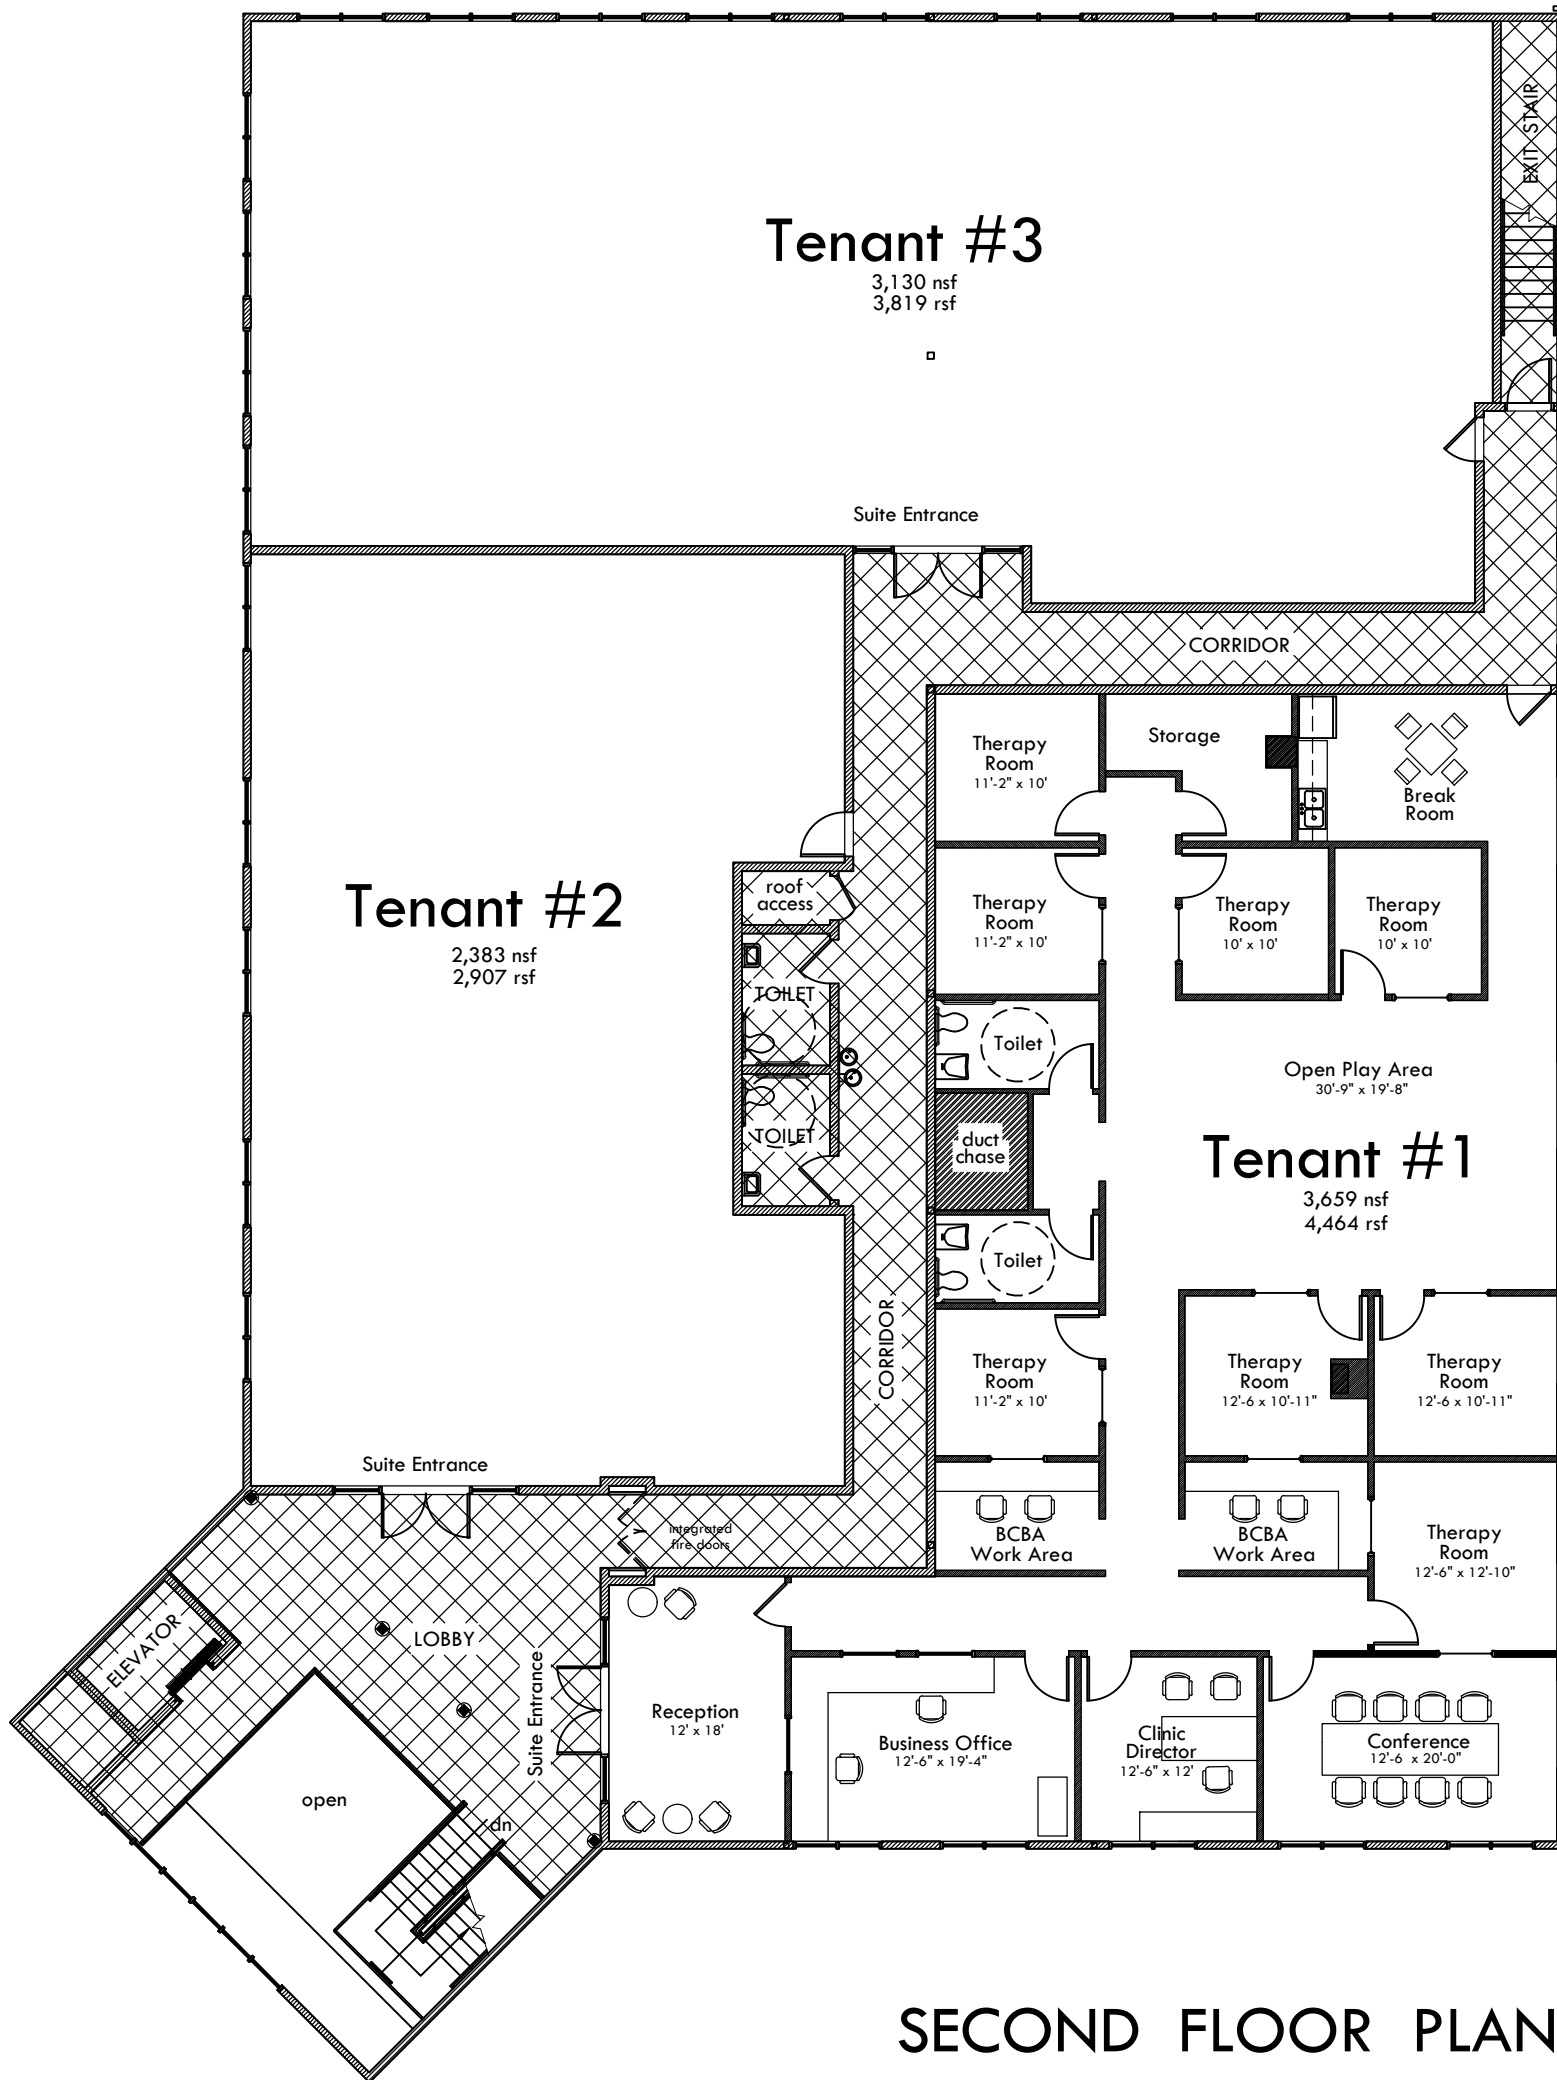 EXIT STAIR
Tenant #3
3,130 nsf
3,819 rsf
Suite Entrance
CORRIDOR
Therapy
Room
11'-2" x 10'
Storage
Break
Room
Tenant #2
2,383 nsf
2,907 rsf
roof
access
Therapy
Room
11'-2" x 10'
Therapy
Room
10' x 10'
Therapy
Room
10' x 10'
TOILET
Toilet
Open Play Area
30'-9" x 19'-8"
TOILET
duct
chase
Tenant #1
3,659 nsf
4,464 rsf
Toilet
CORRIDOR
Therapy
Room
11'-2" x 10'
Therapy
Room
12'-6 x 10'-11"
Therapy
Room
12'-6 x 10'-11"
Suite Entrance
integrated
fire doors
BCBA
Work Area
BCBA
Work Area
Therapy
Room
12'-6" x 12'-10"
ELEVATOR
LOBBY
Suite Entrance
Reception
12' x 18'
Business Office
12'-6" x 19'-4"
Clinic
Director
12'-6" x 12'
Conference
12'-6 x 20'-0"
open
dn
SECOND FLOOR PLAN